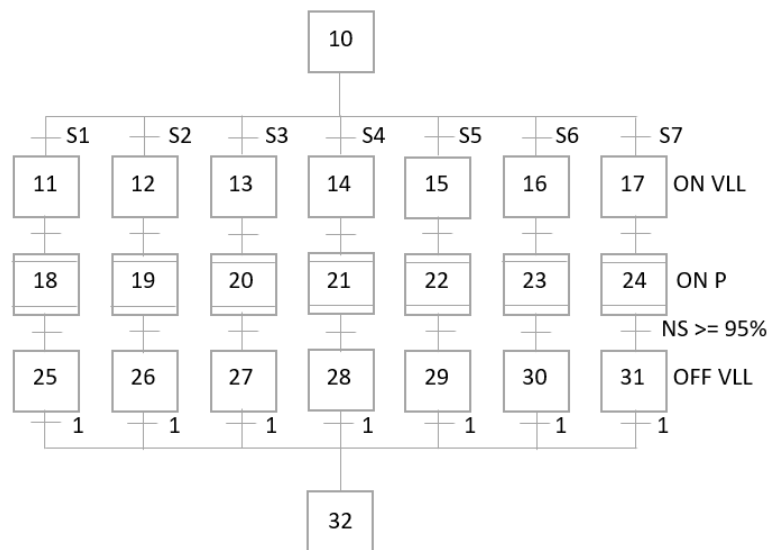 10
S1 S2 S3 S4 S5 S6 S7
11 12 13 14 15 16 17 ON VLL
18 19 20 21 22 23 24 ON P
NS >= 95%
25 26 27 28 29 30 31 OFF VLL
1 1 1 1 1 1 1
32